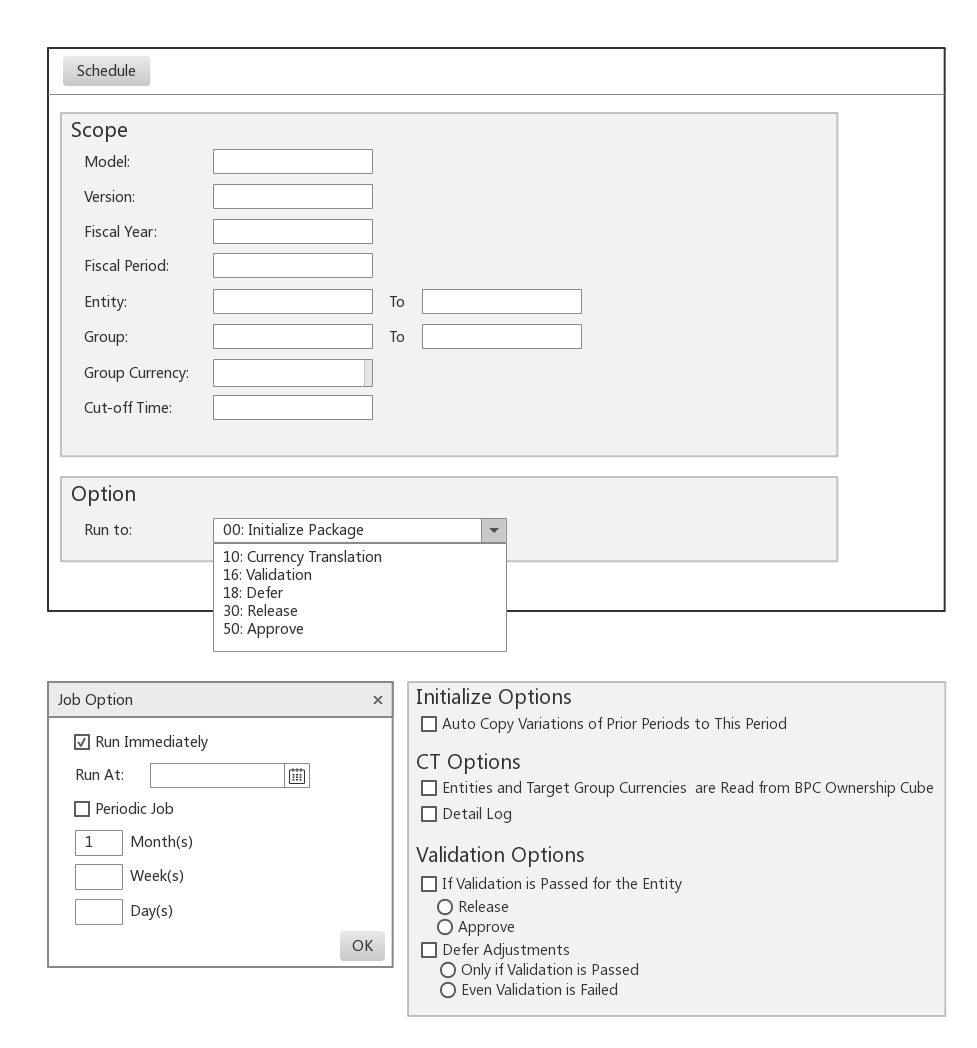 Schedule
Scope
Model:
Version:
Fiscal Year:
Fiscal Period:
Entity: To
Group: To
Group Currency:
Cut-off Time:
Option
Run to: 00: Initialize Package
10: Currency Translation
16: Validation
18: Defer
30: Release
50: Approve
Job Option ×
Run Immediately
Run At:
Periodic Job
1 Month(s)
Week(s)
Day(s)
OK
Initialize Options
Auto Copy Variations of Prior Periods to This Period
CT Options
Entities and Target Group Currencies are Read from BPC Ownership Cube
Detail Log
Validation Options
If Validation is Passed for the Entity
Release
Approve
Defer Adjustments
Only if Validation is Passed
Even Validation is Failed